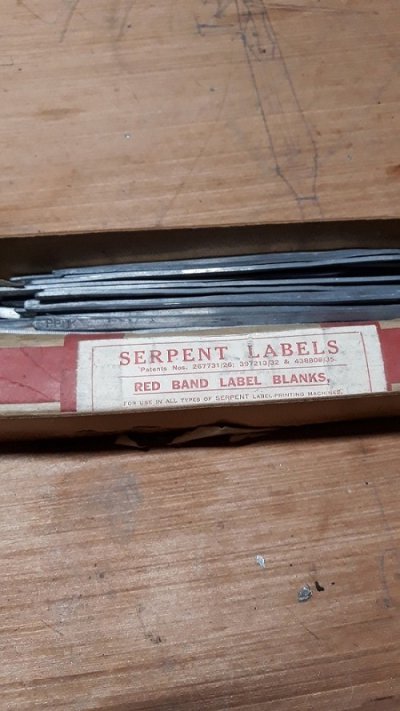 SERPENT LABELS
Patents Nos. 267731/26; 397213/32 & 438808/35.
RED BAND LABEL BLANKS,
FOR USE IN ALL TYPES OF SERPENT LABEL-PRINTING MACHINES.